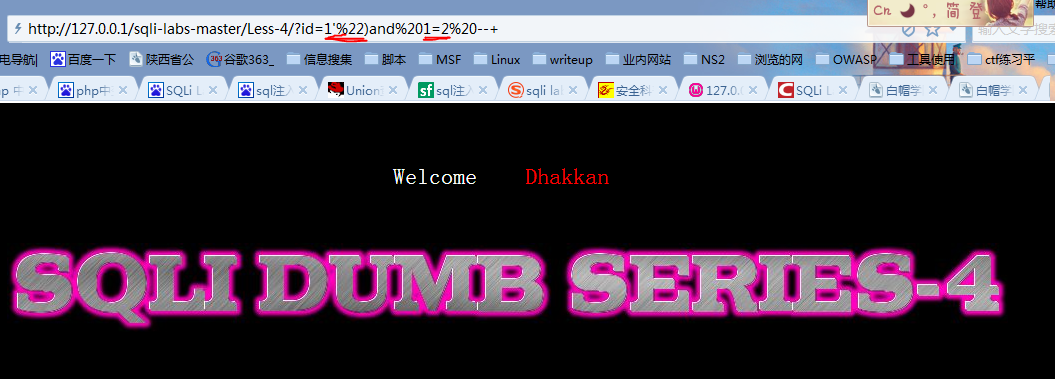 Cn 简 登
帮助
http://127.0.0.1/sqli-labs-master/Less-4/?id=1'%22)and%201=2%20--+
输入文字搜索
电导航| 百度一下 陕西省公 谷歌363_ 信息搜集 脚本 MSF Linux writeup 业内网站 NS2 浏览的网 OWASP 工具使用 ctf练习平
php中 SQLi L sql注入 Union sf sql注 sqli la 安全科 127.0. SQLi L 白帽学 白帽学
Welcome Dhakkan
SQLI DUMB SERIES-4